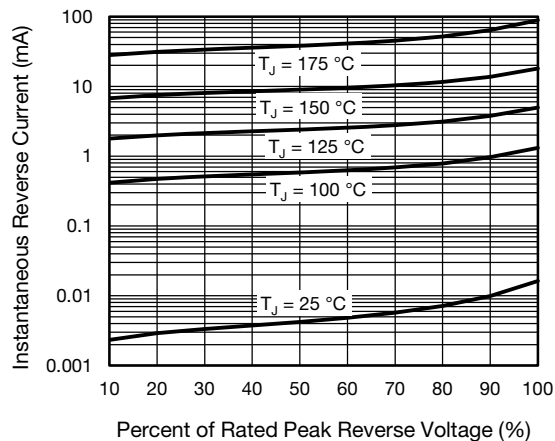 Instantaneous Reverse Current (mA)
100
10
1
0.1
0.01
0.001
T_J = 175 °C
T_J = 150 °C
T_J = 125 °C
T_J = 100 °C
T_J = 25 °C
10 20 30 40 50 60 70 80 90 100
Percent of Rated Peak Reverse Voltage (%)